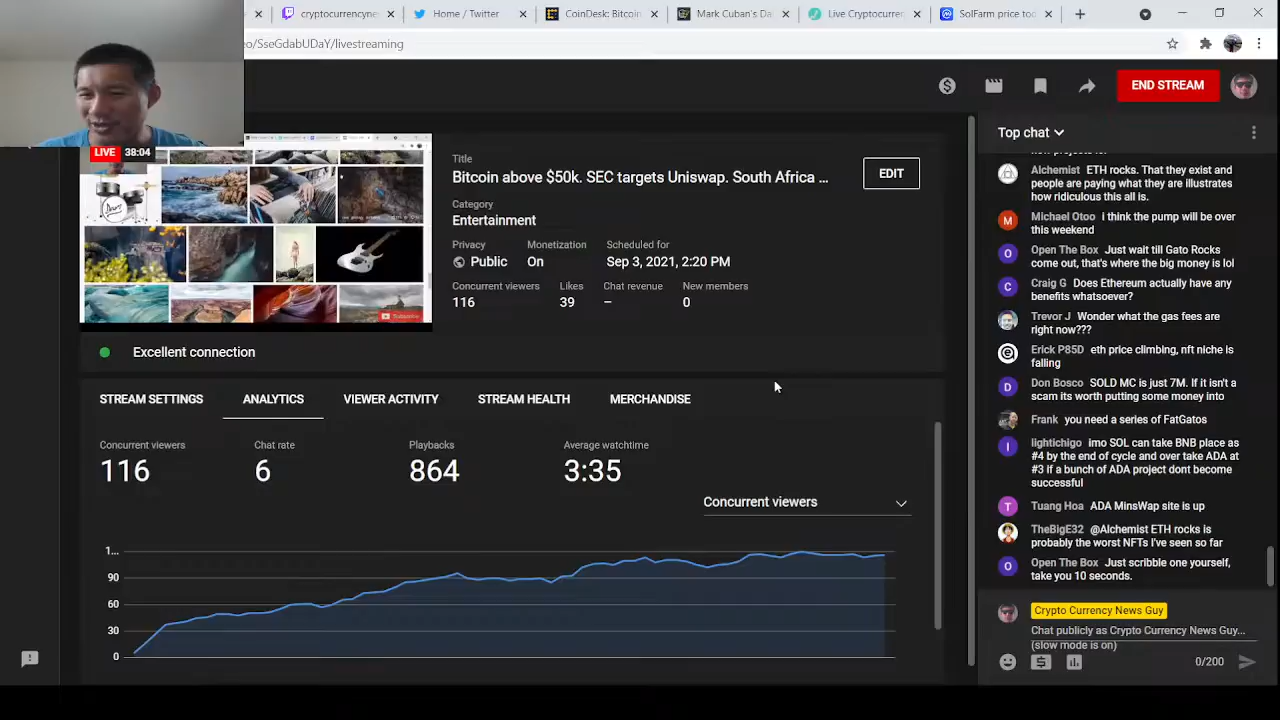 cryptocurrencyne
Home / Twitter
CoinDesk: Bitcoin
Mark Cuban's Da
Live Cryptocurren
SolFarm price tod
eo/SseGdabUDaY/livestreaming
END STREAM
LIVE 38:04
Title
Bitcoin above $50k. SEC targets Uniswap. South Africa ...
EDIT
Category
Entertainment
Privacy
Monetization
Scheduled for
Public
On
Sep 3, 2021, 2:20 PM
Concurrent viewers
Likes
Chat revenue
New members
116
39
–
0
Subscribe
Excellent connection
STREAM SETTINGS
ANALYTICS
VIEWER ACTIVITY
STREAM HEALTH
MERCHANDISE
Concurrent viewers
Chat rate
Playbacks
Average watchtime
116
6
864
3:35
Concurrent viewers
1...
90
60
30
0
Top chat
Alchemist ETH rocks. That they exist and
people are paying what they are illustrates
how ridiculous this all is.
Michael Otoo i think the pump will be over
this weekend
Open The Box Just wait till Gato Rocks
come out, that's where the big money is lol
Craig G Does Ethereum actually have any
benefits whatsoever?
Trevor J Wonder what the gas fees are
right now???
Erick P85D eth price climbing, nft niche is
falling
Don Bosco SOLD MC is just 7M. If it isn't a
scam its worth putting some money into
Frank you need a series of FatGatos
lightichigo imo SOL can take BNB place as
#4 by the end of cycle and over take ADA at
#3 if a bunch of ADA project dont become
successful
Tuang Hoa ADA MinsWap site is up
TheBigE32 @Alchemist ETH rocks is
probably the worst NFTs I've seen so far
Open The Box Just scribble one yourself,
take you 10 seconds.
Crypto Currency News Guy
Chat publicly as Crypto Currency News Guy...
(slow mode is on)
0/200